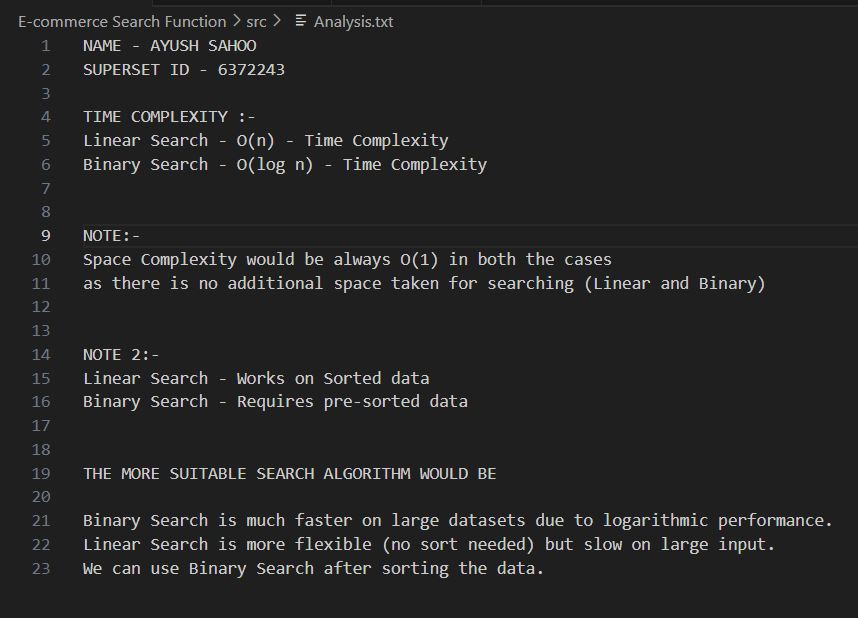 E-commerce Search Function > src > Analysis.txt
1 NAME - AYUSH SAHOO
2 SUPERSET ID - 6372243
3
4 TIME COMPLEXITY :-
5 Linear Search - O(n) - Time Complexity
6 Binary Search - O(log n) - Time Complexity
7
8
9 NOTE:-
10 Space Complexity would be always O(1) in both the cases
11 as there is no additional space taken for searching (Linear and Binary)
12
13
14 NOTE 2:-
15 Linear Search - Works on Sorted data
16 Binary Search - Requires pre-sorted data
17
18
19 THE MORE SUITABLE SEARCH ALGORITHM WOULD BE
20
21 Binary Search is much faster on large datasets due to logarithmic performance.
22 Linear Search is more flexible (no sort needed) but slow on large input.
23 We can use Binary Search after sorting the data.